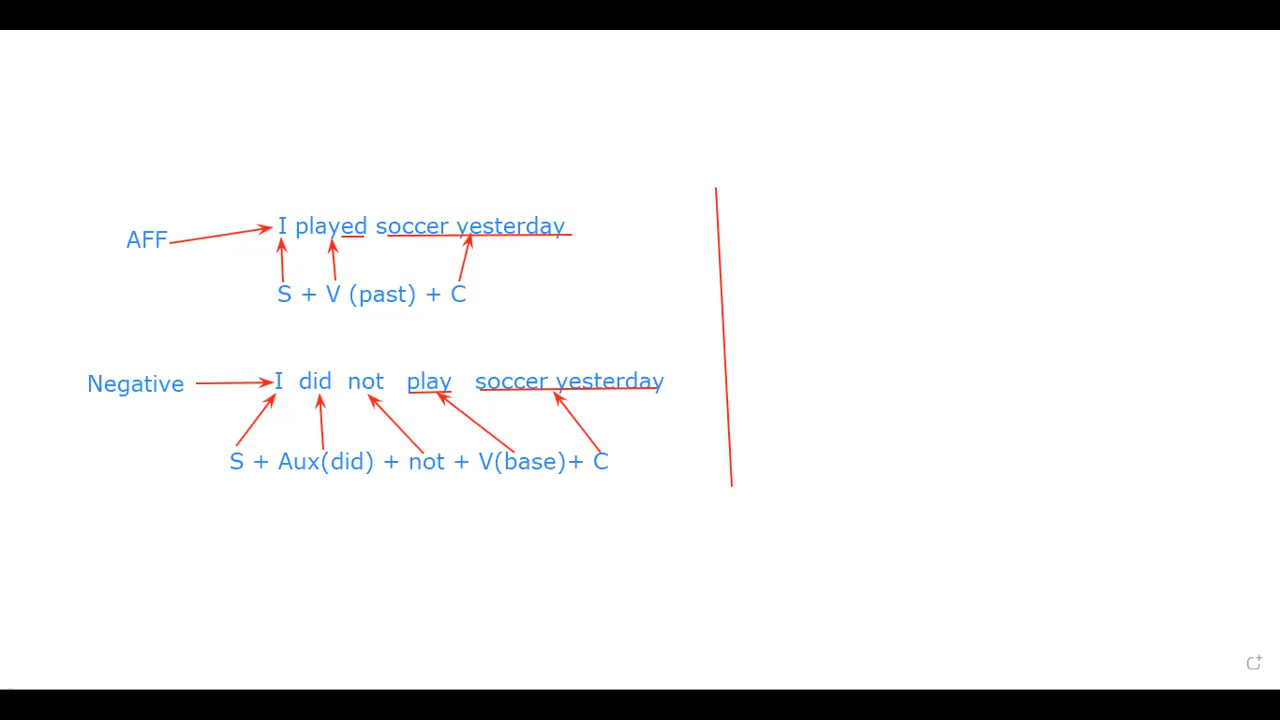 I played soccer yesterday
AFF
S + V (past) + C
Negative
I did not play soccer yesterday
S + Aux(did) + not + V(base)+ C